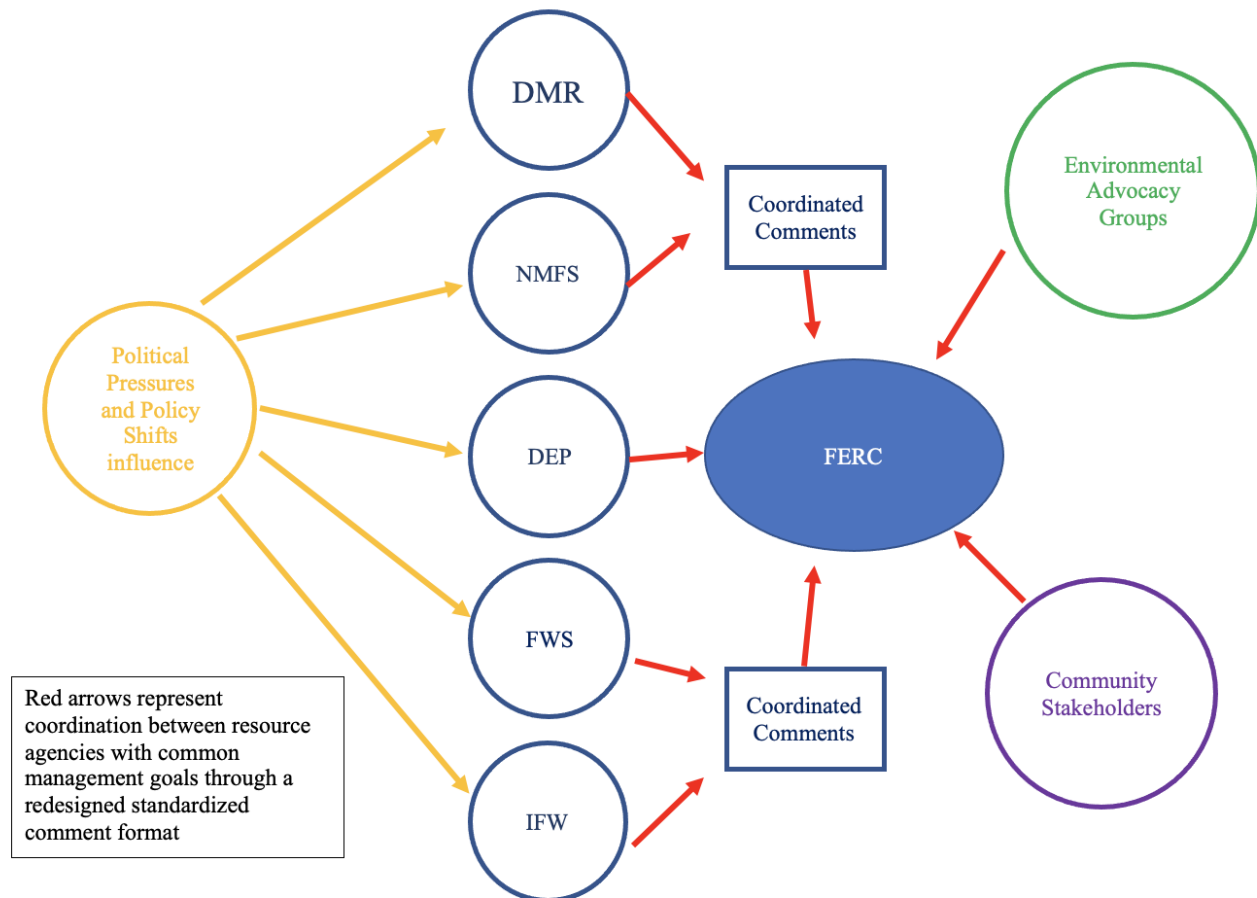 DMR
NMFS
DEP
FWS
IFW
Political
Pressures
and Policy
Shifts
influence
Coordinated
Comments
FERC
Coordinated
Comments
Environmental
Advocacy
Groups
Community
Stakeholders
Red arrows represent
coordination between resource
agencies with common
management goals through a
redesigned standardized
comment format